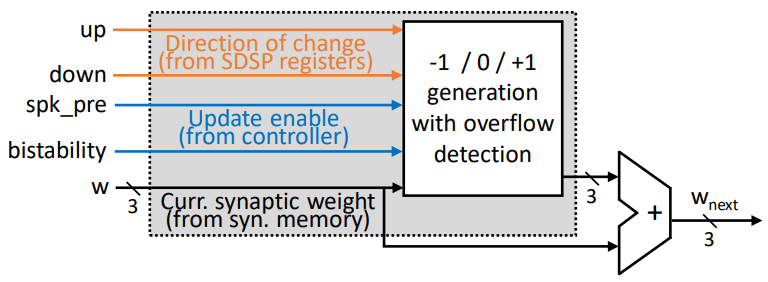 up
Direction of change
(from SDSP registers)
down
spk_pre
Update enable
(from controller)
bistability
w
3
Curr. synaptic weight
(from syn. memory)
-1 / 0 / +1
generation
with overflow
detection
3
+
wnext
3